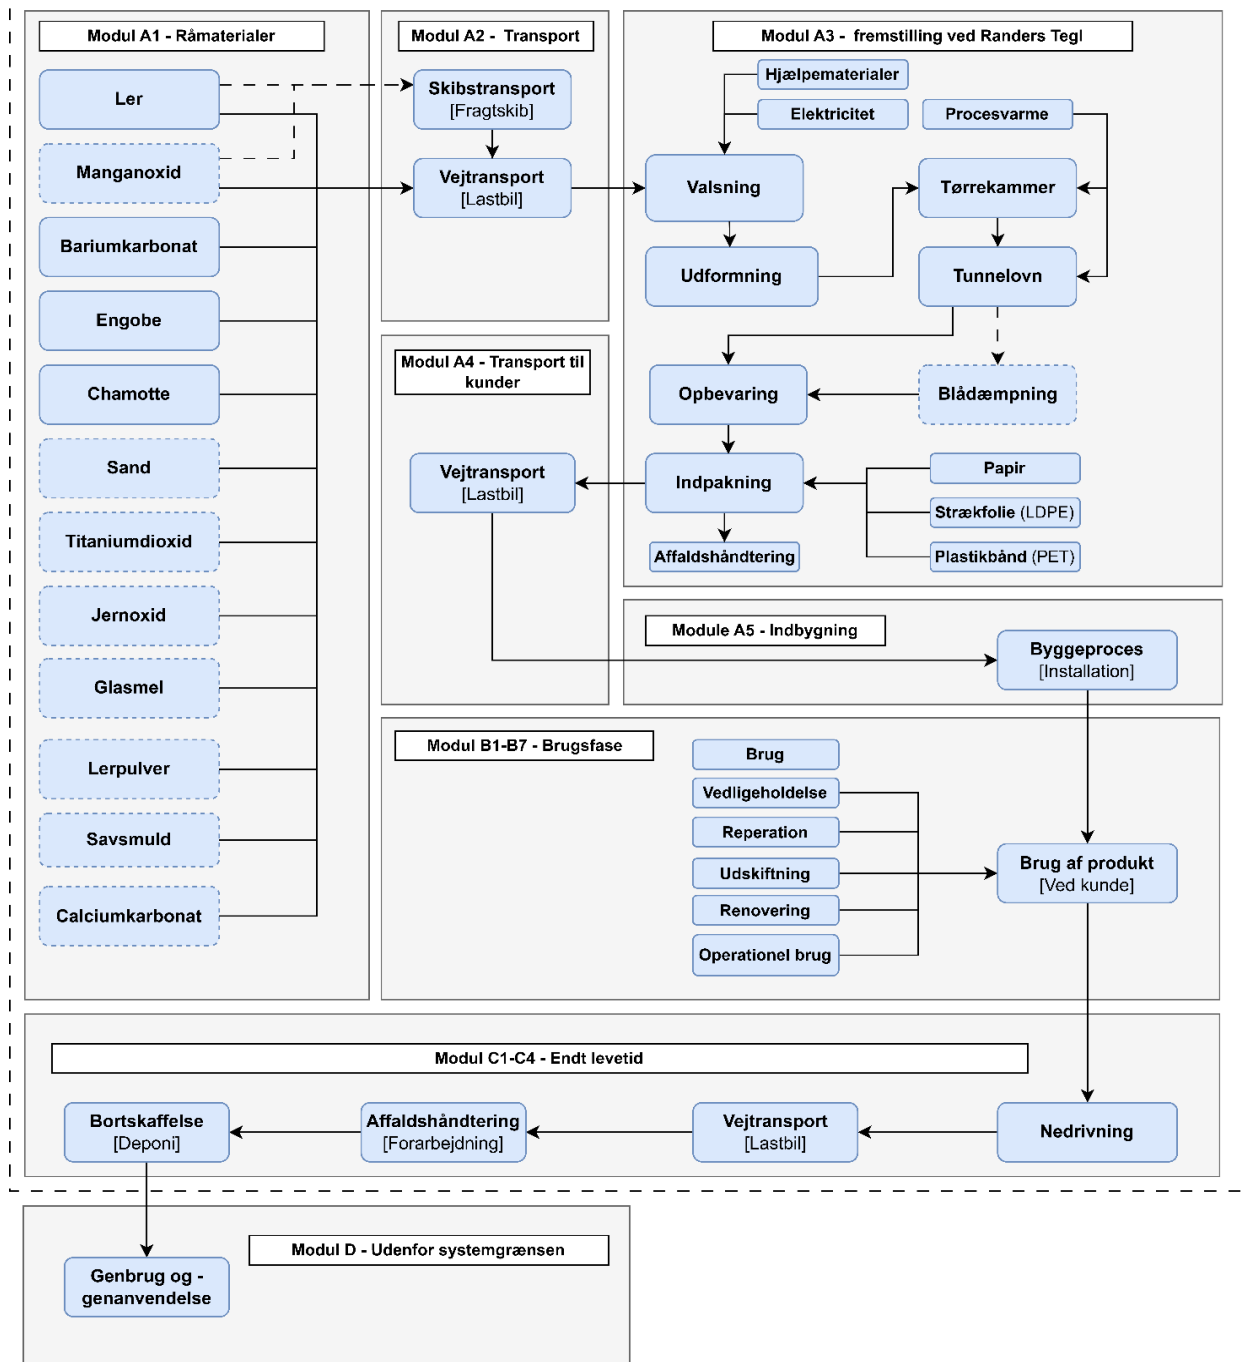 Modul A1 - Råmaterialer
Ler
Manganoxid
Bariumkarbonat
Engobe
Chamotte
Sand
Titaniumdioxid
Jernoxid
Glasmel
Lerpulver
Savsmuld
Calciumkarbonat
Modul A2 - Transport
Skibstransport
[Fragtskib]
Vejtransport
[Lastbil]
Modul A3 - fremstilling ved Randers Tegl
Hjælpematerialer
Elektricitet
Procesvarme
Valsning
Tørrekammer
Udformning
Tunnelovn
Opbevaring
Blådæmpning
Indpakning
Papir
Strækfolie (LDPE)
Plastikbånd (PET)
Affaldshåndtering
Modul A4 - Transport til
kunder
Vejtransport
[Lastbil]
Module A5 - Indbygning
Byggeproces
[Installation]
Modul B1-B7 - Brugsfase
Brug
Vedligeholdelse
Reperation
Udskiftning
Renovering
Operationel brug
Brug af produkt
[Ved kunde]
Modul C1-C4 - Endt levetid
Bortskaffelse
[Deponi]
Affaldshåndtering
[Forarbejdning]
Vejtransport
[Lastbil]
Nedrivning
Modul D - Udenfor systemgrænsen
Genbrug og -
genanvendelse